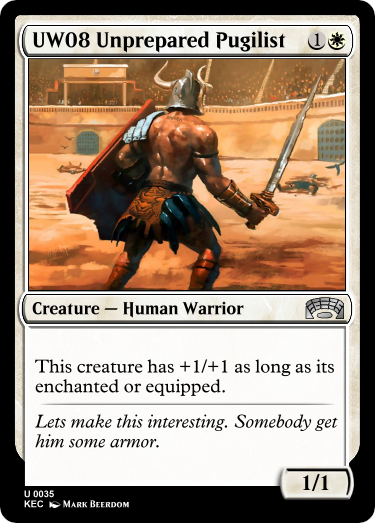 UW08 Unprepared Pugilist 1
Creature — Human Warrior
This creature has +1/+1 as long as its
enchanted or equipped.
Lets make this interesting. Somebody get
him some armor.
1/1
U 0035
KEC Mark Beerdom